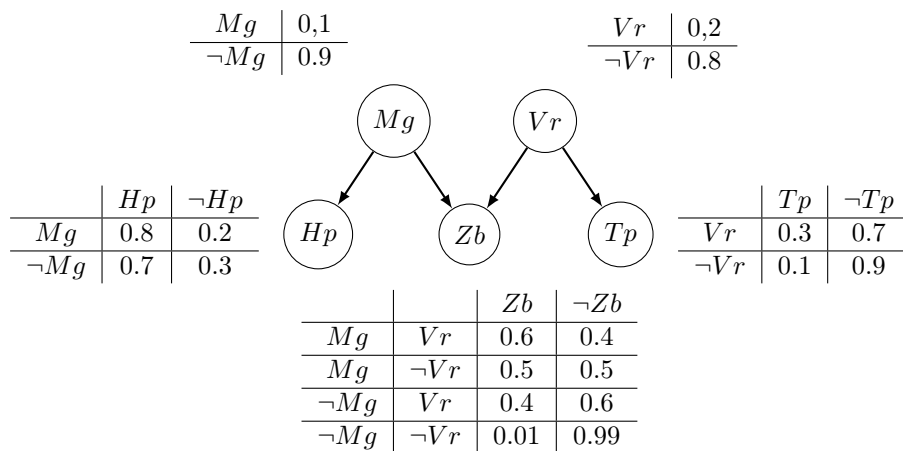 Mg 0,1
¬Mg 0.9
Vr 0,2
¬Vr 0.8
Mg
Vr
Hp ¬Hp
Mg 0.8 0.2
¬Mg 0.7 0.3
Hp
Zb
Tp
Tp ¬Tp
Vr 0.3 0.7
¬Vr 0.1 0.9
Zb ¬Zb
Mg Vr 0.6 0.4
Mg ¬Vr 0.5 0.5
¬Mg Vr 0.4 0.6
¬Mg ¬Vr 0.01 0.99